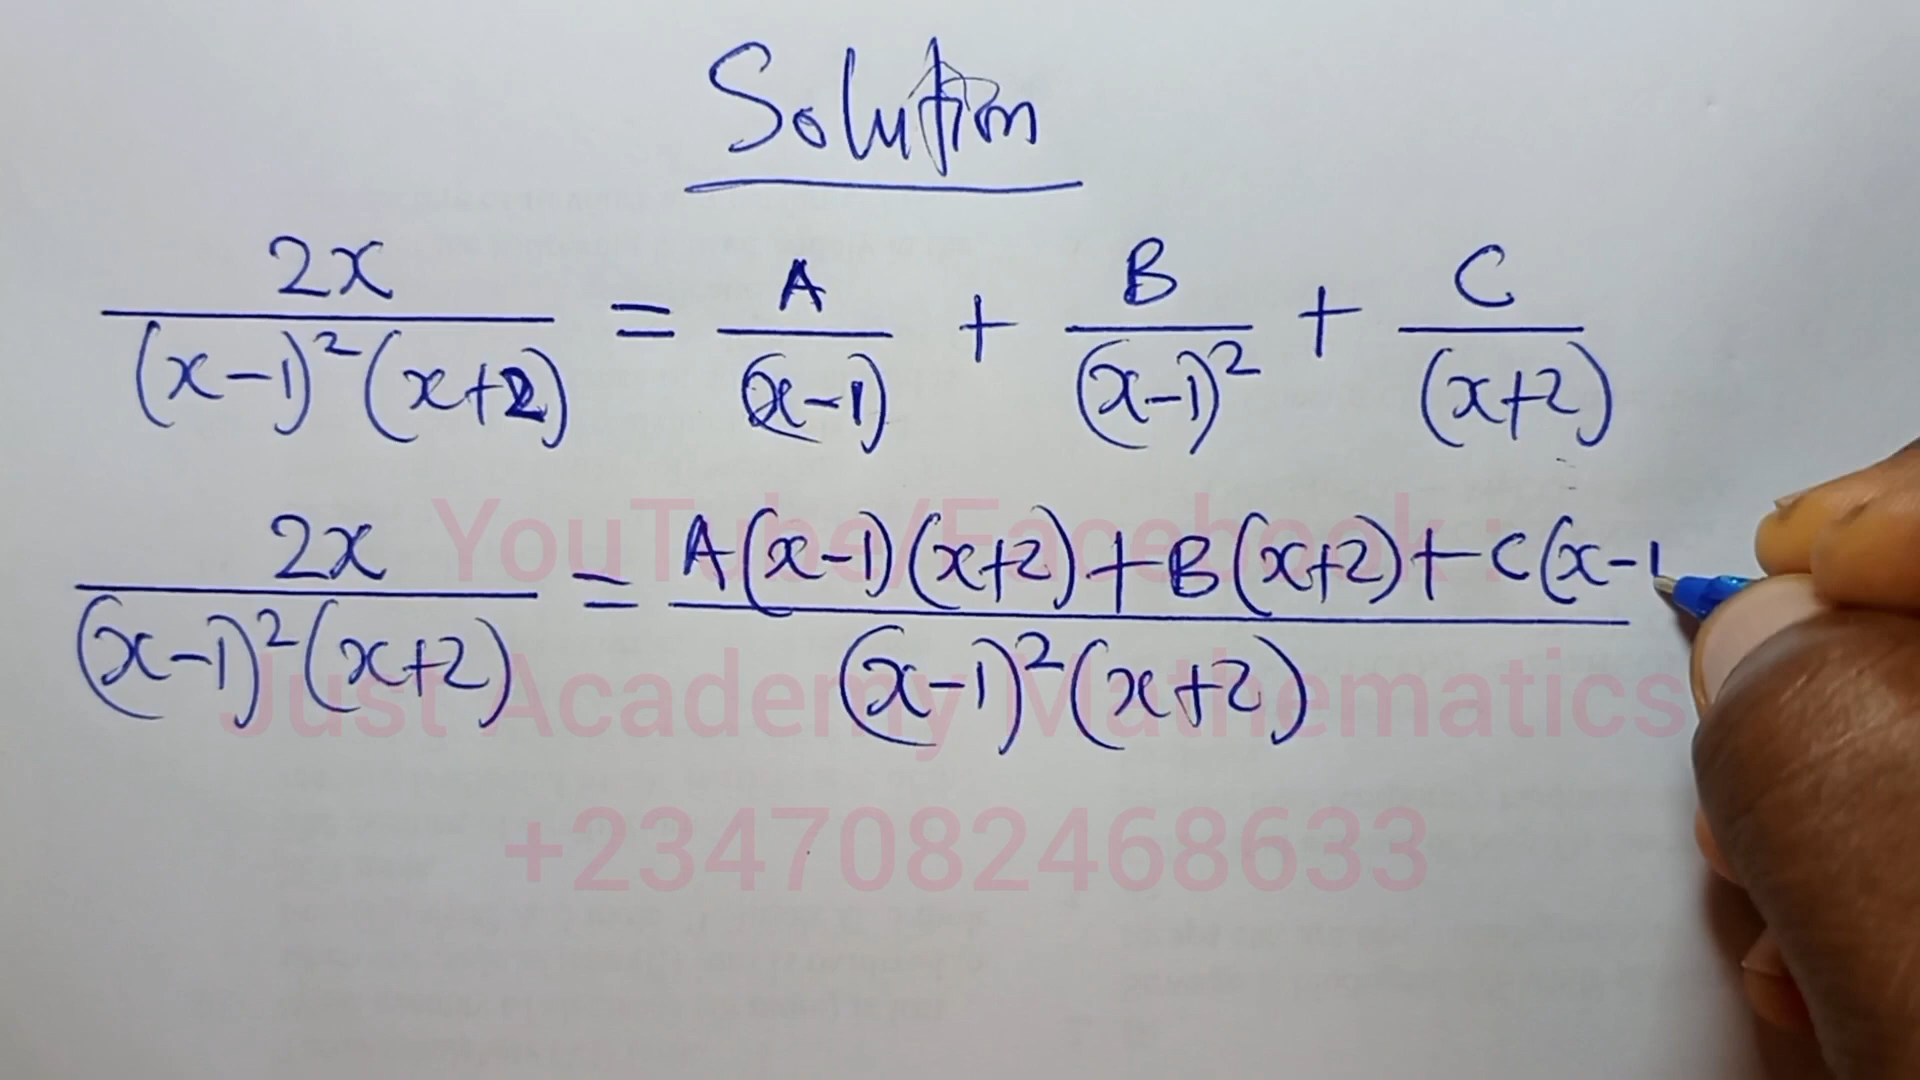 Solution
2x / (x-1)²(x+2) = A / (x-1) + B / (x-1)² + C / (x+2)
2x / (x-1)²(x+2) = A(x-1)(x+2)+B(x+2)+C(x-1 / (x-1)²(x+2)
YouTube/Facebook :
Just Academy Mathematics
+2347082468633